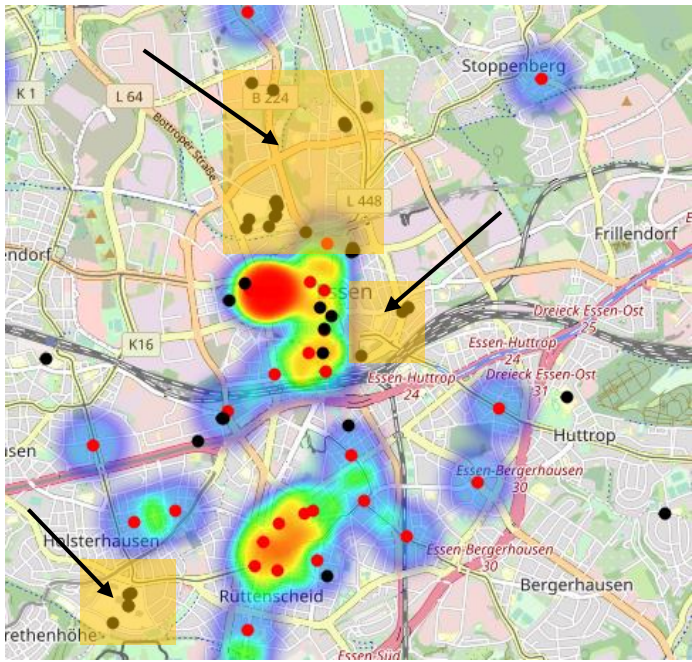 Stoppenberg
K 1
L 64
B 224
Bottroper Straße
L 448
Frillendorf
endorf
E
ssen
Dreieck Essen-Ost
25
K16
Essen-Huttrop
24
Essen-Huttrop
24
Dreieck Essen-Ost
31
Huttrop
sen
Essen-Bergerhausen
30
Holsterhausen
Essen-Bergerhausen
30
Bergerhausen
Rüttenscheid
rethenhöhe
Essen-Süd